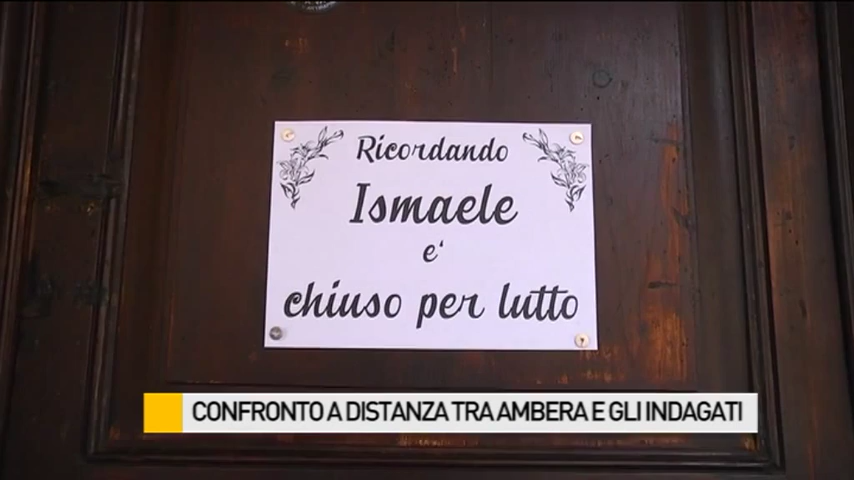 Ricordando
Ismaele
e'
chiuso per lutto
CONFRONTO A DISTANZA TRA AMBERA E GLI INDAGATI